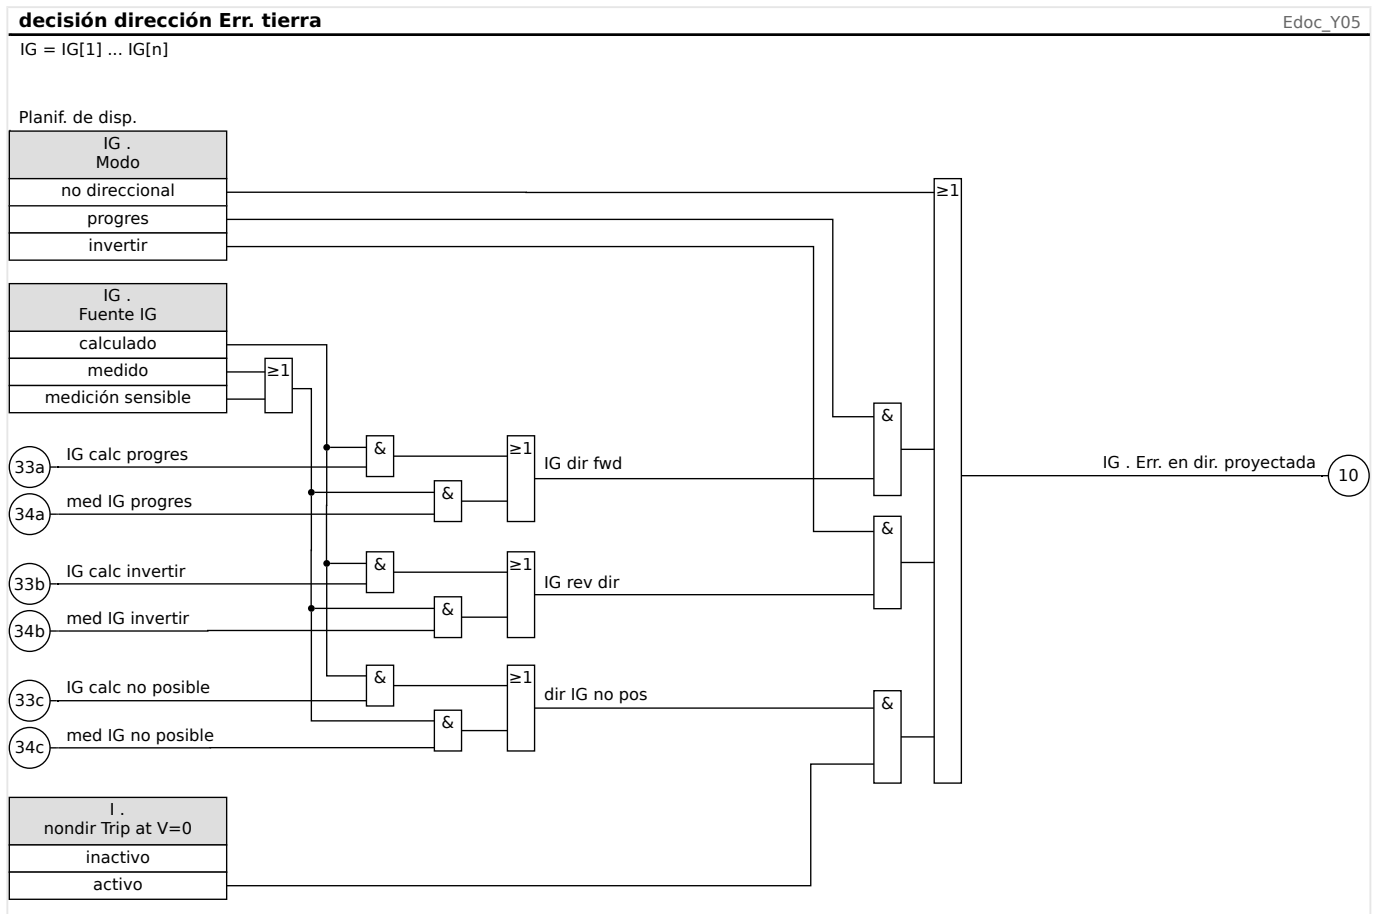 decisión dirección Err. tierra
Edoc_Y05
IG = IG[1] ... IG[n]
Planif. de disp.
IG .
Modo
no direccional
progres
invertir
≥1
IG .
Fuente IG
calculado
medido
medición sensible
≥1
33a
IG calc progres
&
34a
med IG progres
&
≥1
IG dir fwd
&
33b
IG calc invertir
&
34b
med IG invertir
&
≥1
IG rev dir
&
33c
IG calc no posible
&
34c
med IG no posible
&
≥1
dir IG no pos
&
IG . Err. en dir. proyectada
10
I .
nondir Trip at V=0
inactivo
activo